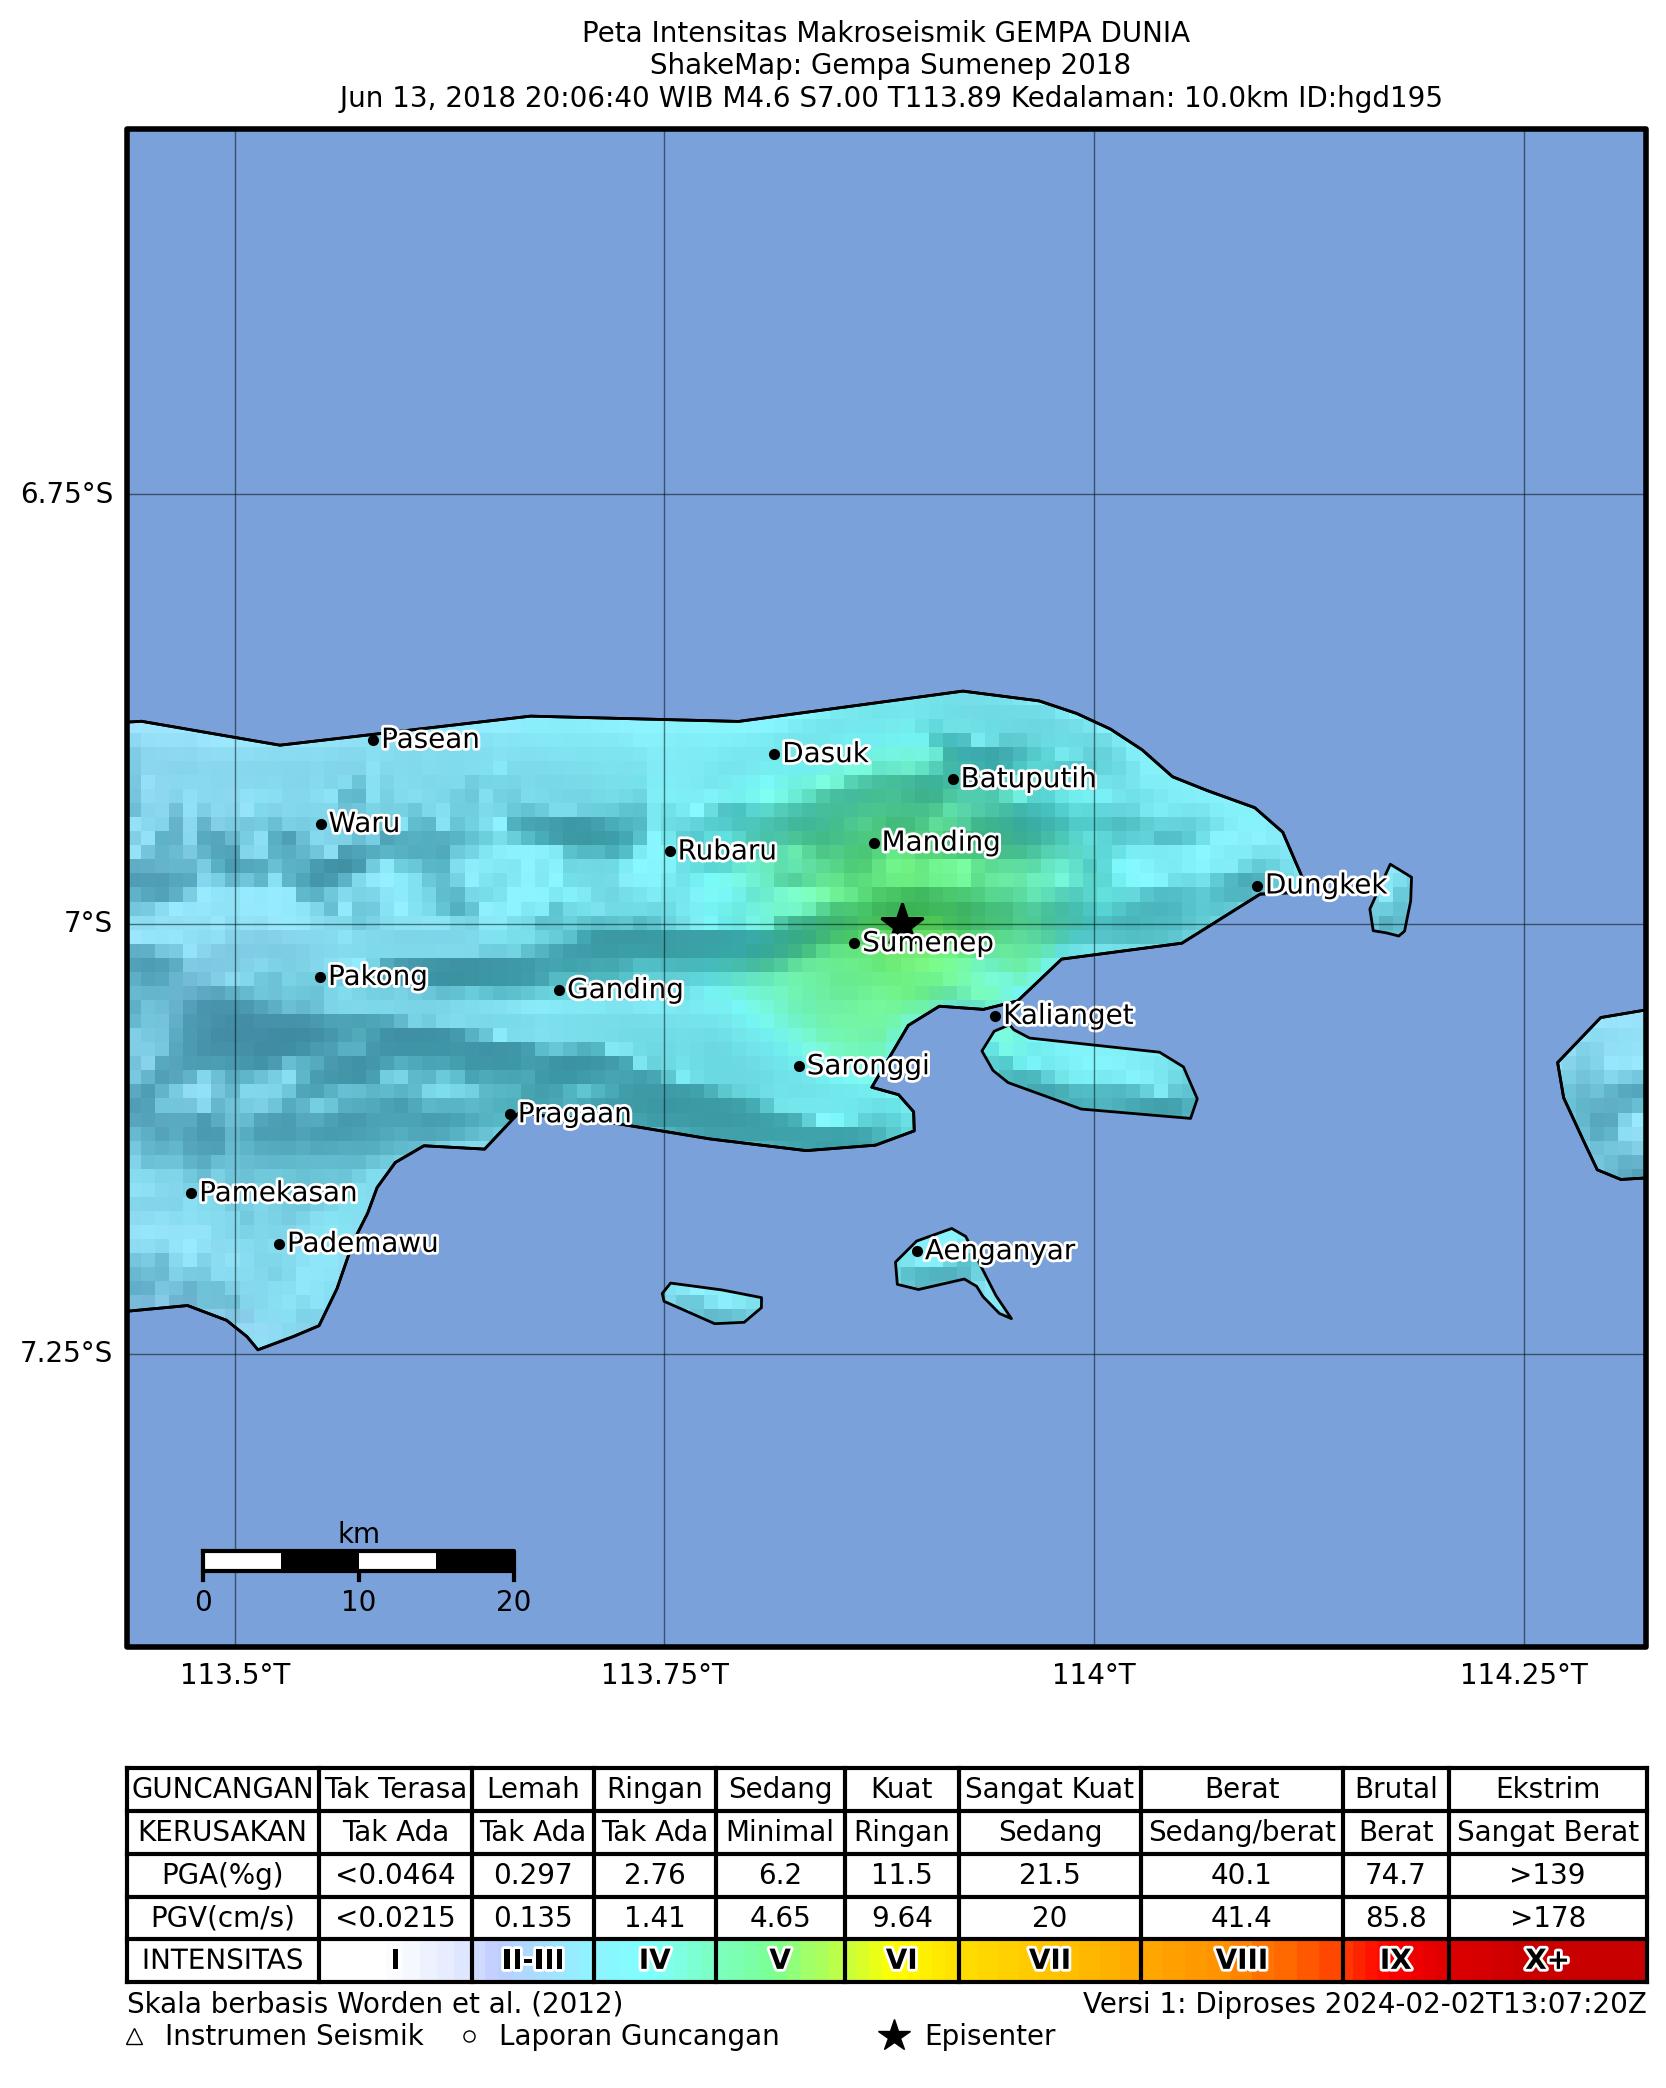 Peta Intensitas Makroseismik GEMPA DUNIA
ShakeMap: Gempa Sumenep 2018
Jun 13, 2018 20:06:40 WIB M4.6 S7.00 T113.89 Kedalaman: 10.0km ID:hgd195
6.75°S
Pasean
Dasuk
Batuputih
Waru
Rubaru
Manding
Dungkek
7°S
Sumenep
Pakong
Ganding
Kalianget
Saronggi
Pragaan
Pamekasan
Pademawu
Aenganyar
7.25°S
km
0 10 20
113.5°T 113.75°T 114°T 114.25°T
GUNCANGAN Tak Terasa Lemah Ringan Sedang Kuat Sangat Kuat Berat Brutal Ekstrim
KERUSAKAN Tak Ada Tak Ada Tak Ada Minimal Ringan Sedang Sedang/berat Berat Sangat Berat
PGA(%g) <0.0464 0.297 2.76 6.2 11.5 21.5 40.1 74.7 >139
PGV(cm/s) <0.0215 0.135 1.41 4.65 9.64 20 41.4 85.8 >178
INTENSITAS I II-III IV V VI VII VIII IX X+
Skala berbasis Worden et al. (2012) Versi 1: Diproses 2024-02-02T13:07:20Z
Instrumen Seismik Laporan Guncangan Episenter